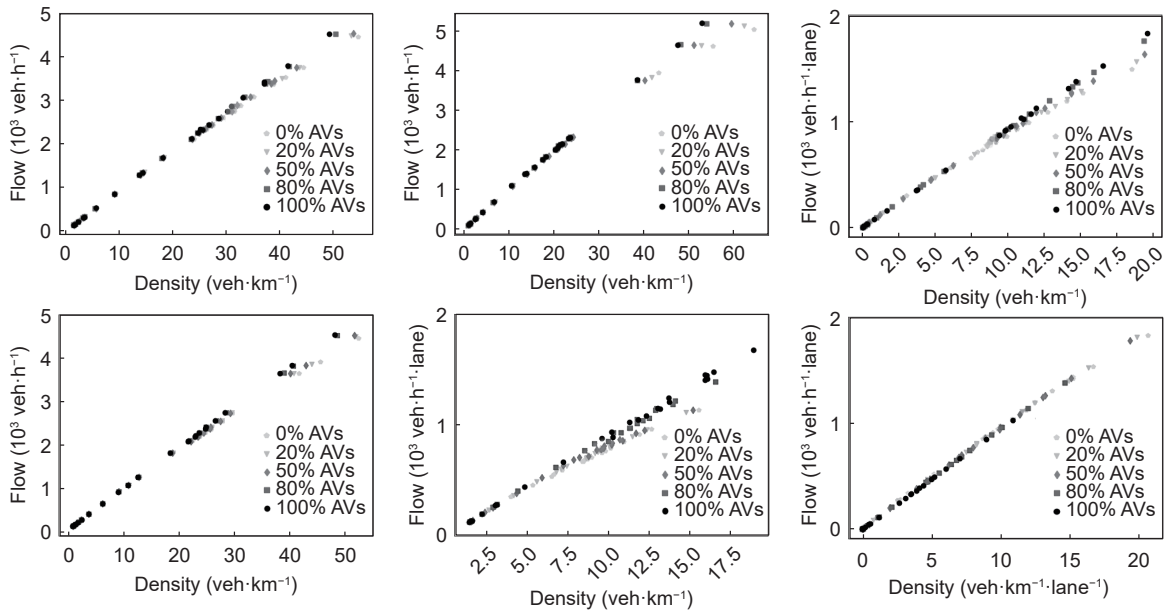 5
4
3
2
1
0
Flow (10³ veh·h⁻¹)
0 10 20 30 40 50
Density (veh·km⁻¹)
0% AVs
20% AVs
50% AVs
80% AVs
100% AVs
5
4
3
2
1
0
Flow (10³ veh·h⁻¹)
0 10 20 30 40 50 60
Density (veh·km⁻¹)
0% AVs
20% AVs
50% AVs
80% AVs
100% AVs
2
1
0
Flow (10³ veh·h⁻¹·lane)
0 2.5 5.0 7.5 10.0 12.5 15.0 17.5 20.0
Density (veh·km⁻¹)
0% AVs
20% AVs
50% AVs
80% AVs
100% AVs
5
4
3
2
1
0
Flow (10³ veh·h⁻¹)
0 10 20 30 40 50
Density (veh·km⁻¹)
0% AVs
20% AVs
50% AVs
80% AVs
100% AVs
2
1
0
Flow (10³ veh·h⁻¹·lane)
2.5 5.0 7.5 10.0 12.5 15.0 17.5
Density (veh·km⁻¹)
0% AVs
20% AVs
50% AVs
80% AVs
100% AVs
2
1
0
Flow (10³ veh·h⁻¹·lane)
0 5 10 15 20
Density (veh·km⁻¹·lane⁻¹)
0% AVs
20% AVs
50% AVs
80% AVs
100% AVs